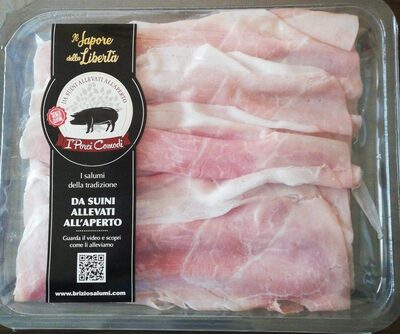 Il Sapore
della Libertà
DA SUINI ALLEVATI ALL'APERTO
I Porci Comodi
I salumi
della tradizione
DA SUINI
ALLEVATI
ALL'APERTO
Guarda il video e scopri
come li alleviamo
www.briziosalumi.com